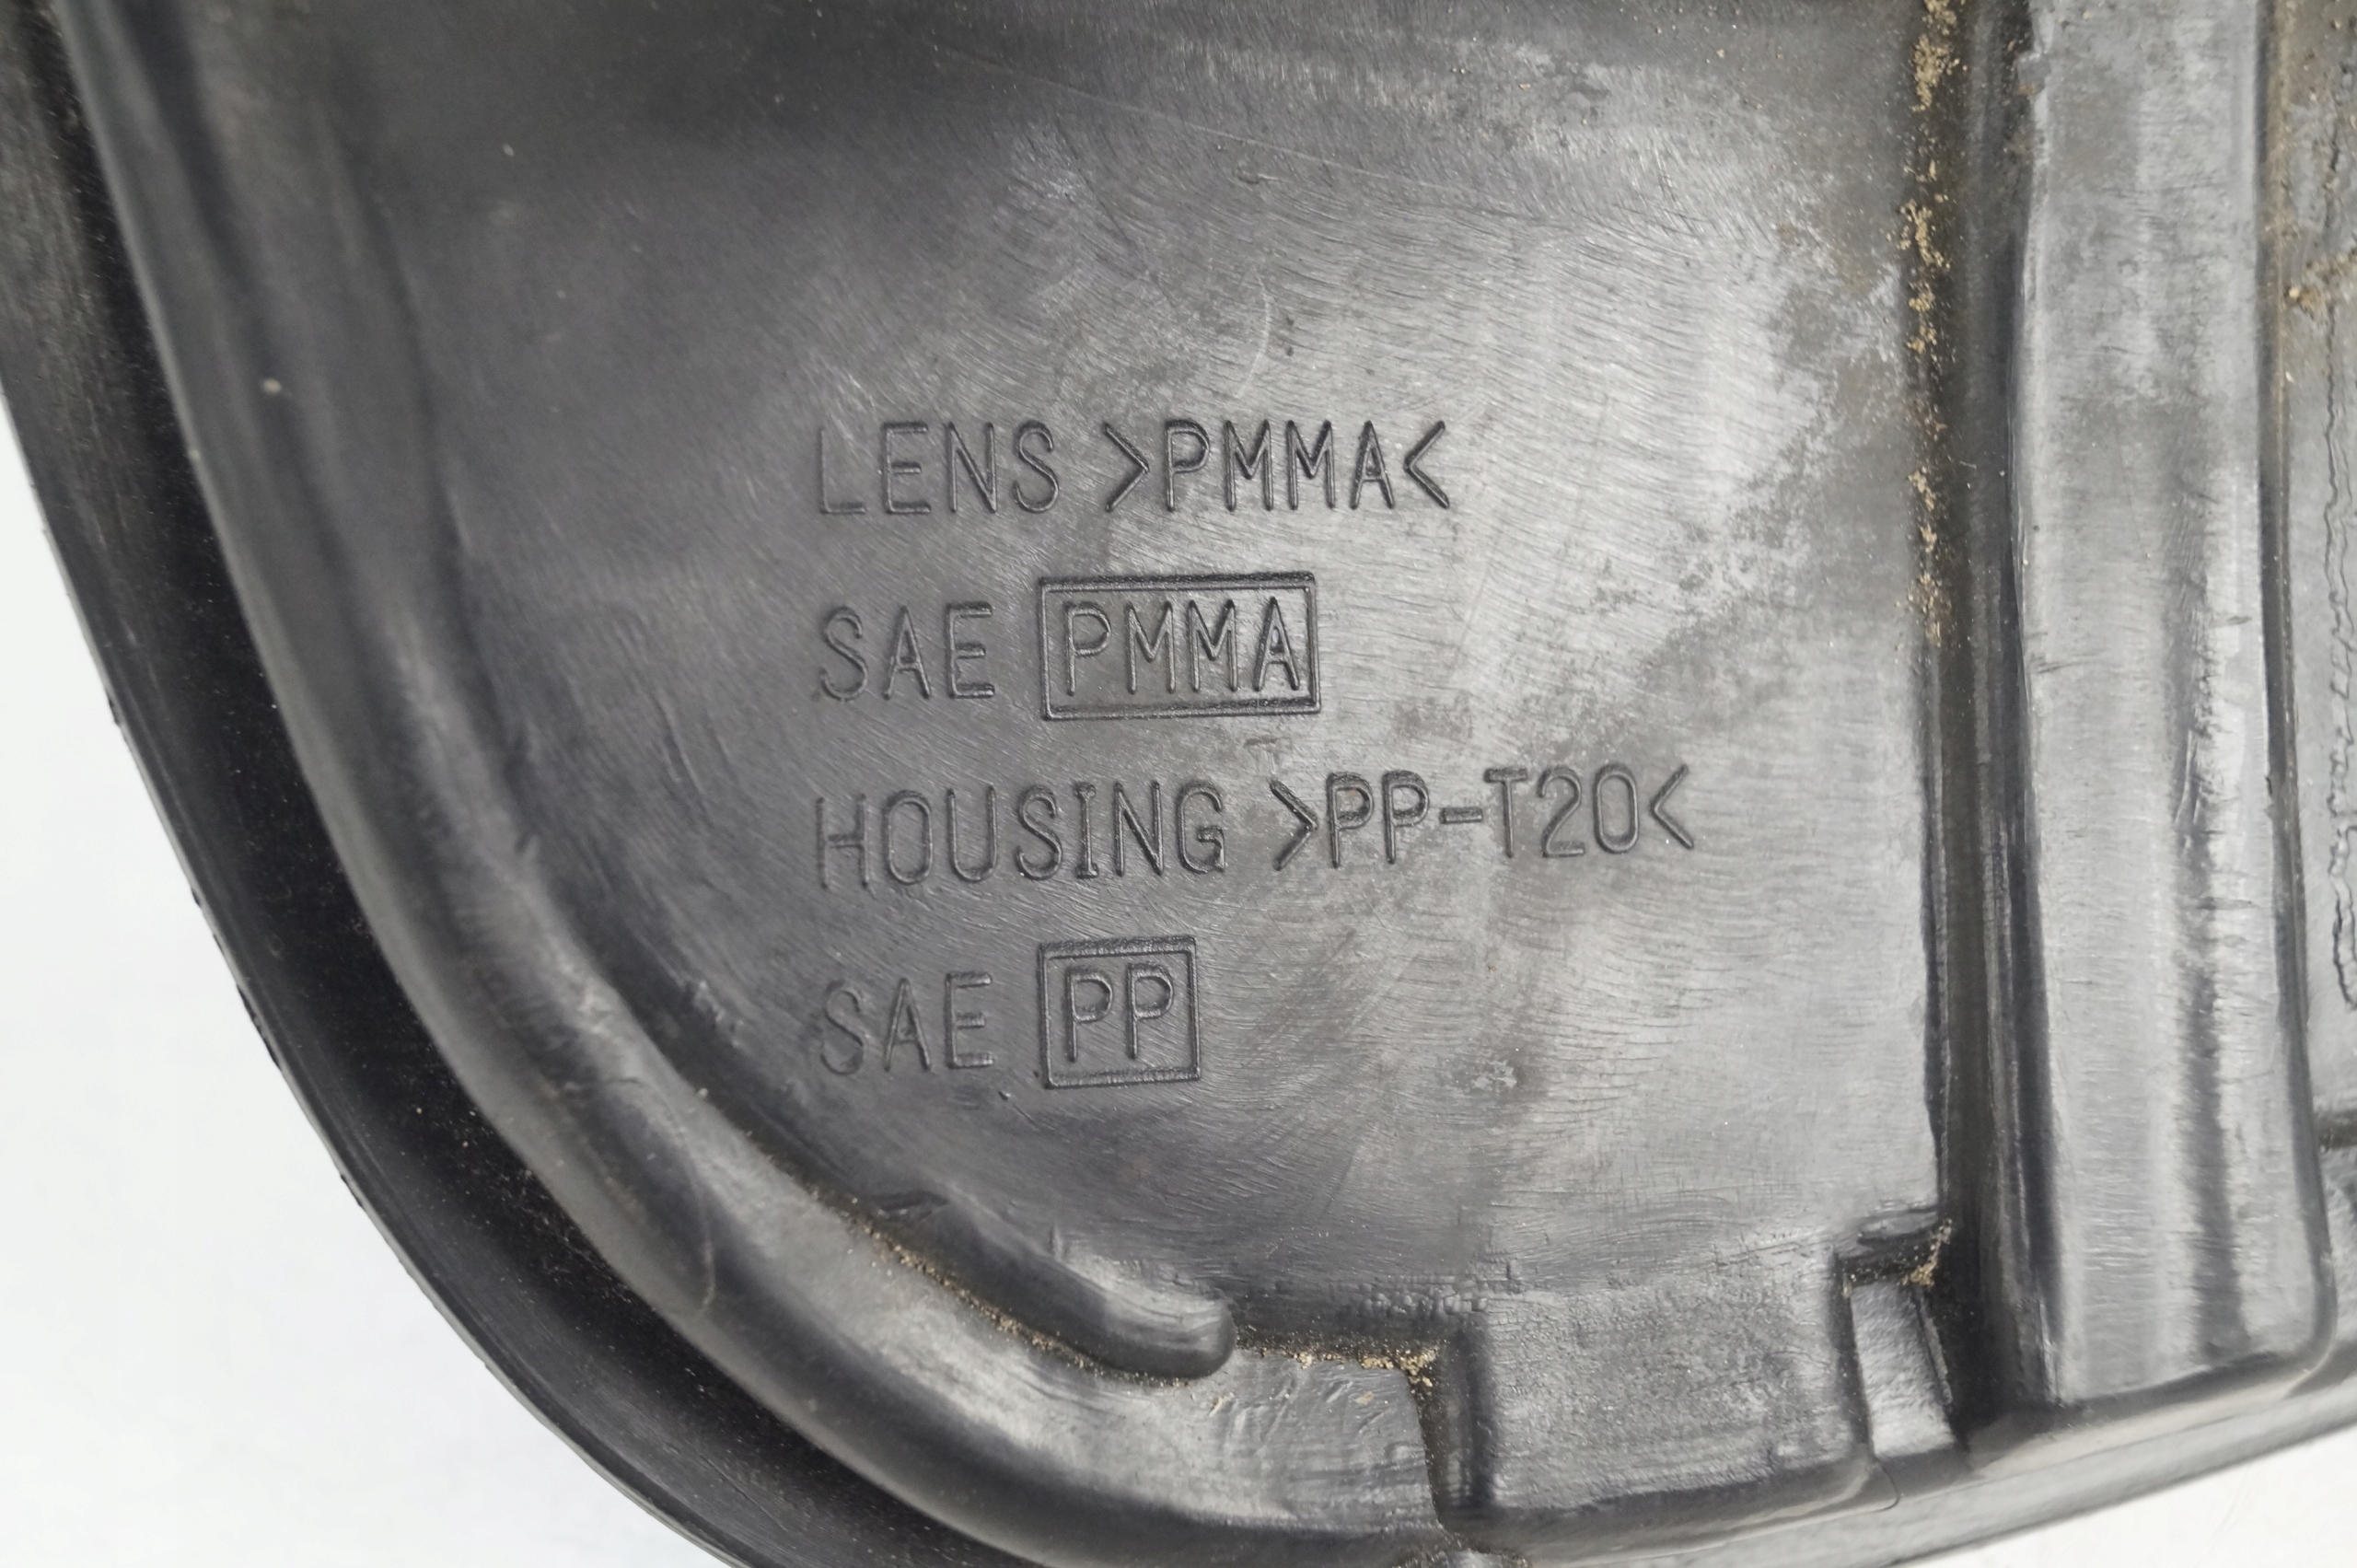 LENS >PMMA<
SAE PMMA
HOUSING >PP-T20<
SAE PP